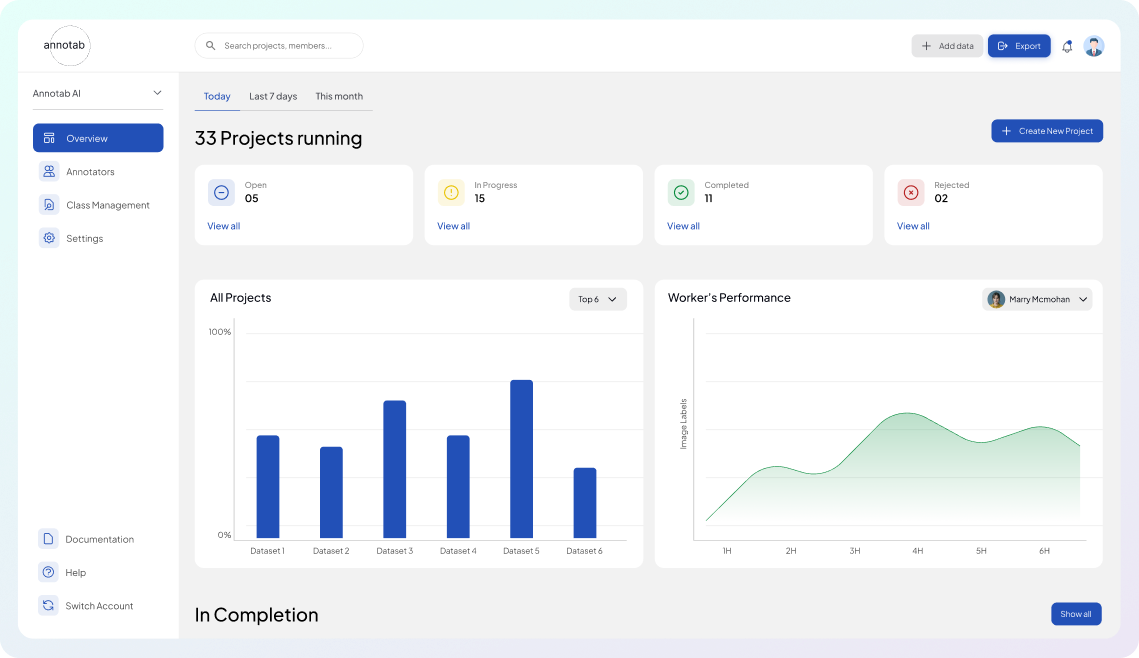 annotab
Search projects, members...
Add data
Export
Annotab AI
Overview
Annotators
Class Management
Settings
Documentation
Help
Switch Account
Today
Last 7 days
This month
33 Projects running
Create New Project
Open
05
View all
In Progress
15
View all
Completed
11
View all
Rejected
02
View all
All Projects
Top 6
100%
0%
Dataset 1
Dataset 2
Dataset 3
Dataset 4
Dataset 5
Dataset 6
Worker's Performance
Marry Mcmohan
Image Labels
1H
2H
3H
4H
5H
6H
In Completion
Show all